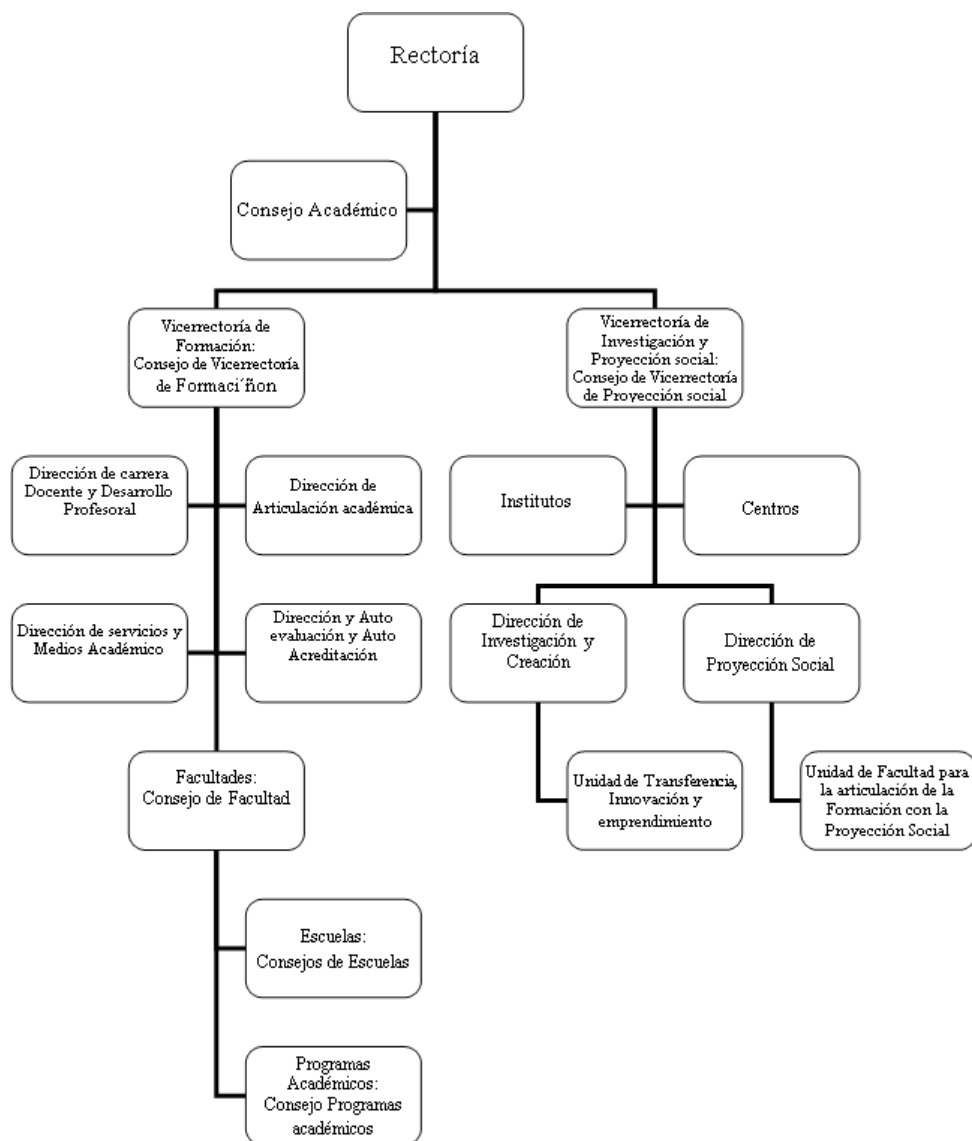 Rectoría
Consejo Académico
Vicerrectoría de
Formación:
Consejo de Vicerrectoría
de Formaci´ñon
Vicerrectoría de
Investigación y
Proyección social:
Consejo de Vicerrectoría
de Proyección social
Dirección de carrera
Docente y Desarrollo
Profesoral
Dirección de
Articulación académica
Institutos
Centros
Dirección de servicios y
Medios Académico
Dirección y Auto
evaluación y Auto
Acreditación
Dirección de
Investigación y
Creación
Dirección de
Proyección Social
Facultades:
Consejo de Facultad
Unidad de Transferencia,
Innovación y
emprendimiento
Unidad de Facultad para
la articulación de la
Formación con la
Proyección Social
Escuelas:
Consejos de Escuelas
Programas
Académicos:
Consejo Programas
académicos